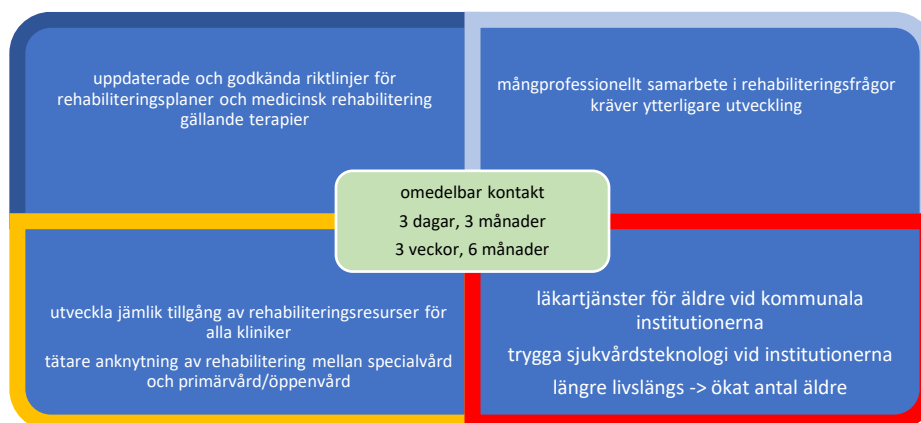 uppdaterade och godkända riktlinjer för
rehabiliteringsplaner och medicinsk rehabilitering
gällande terapier
mångprofessionellt samarbete i rehabiliteringsfrågor
kräver ytterligare utveckling
omedelbar kontakt
3 dagar, 3 månader
3 veckor, 6 månader
utveckla jämlik tillgång av rehabiliteringsresurser för
alla kliniker
tätare anknytning av rehabilitering mellan specialvård
och primärvård/öppenvård
läkartjänster för äldre vid kommunala
institutionerna
trygga sjukvårdsteknologi vid institutionerna
längre livslängs -> ökat antal äldre